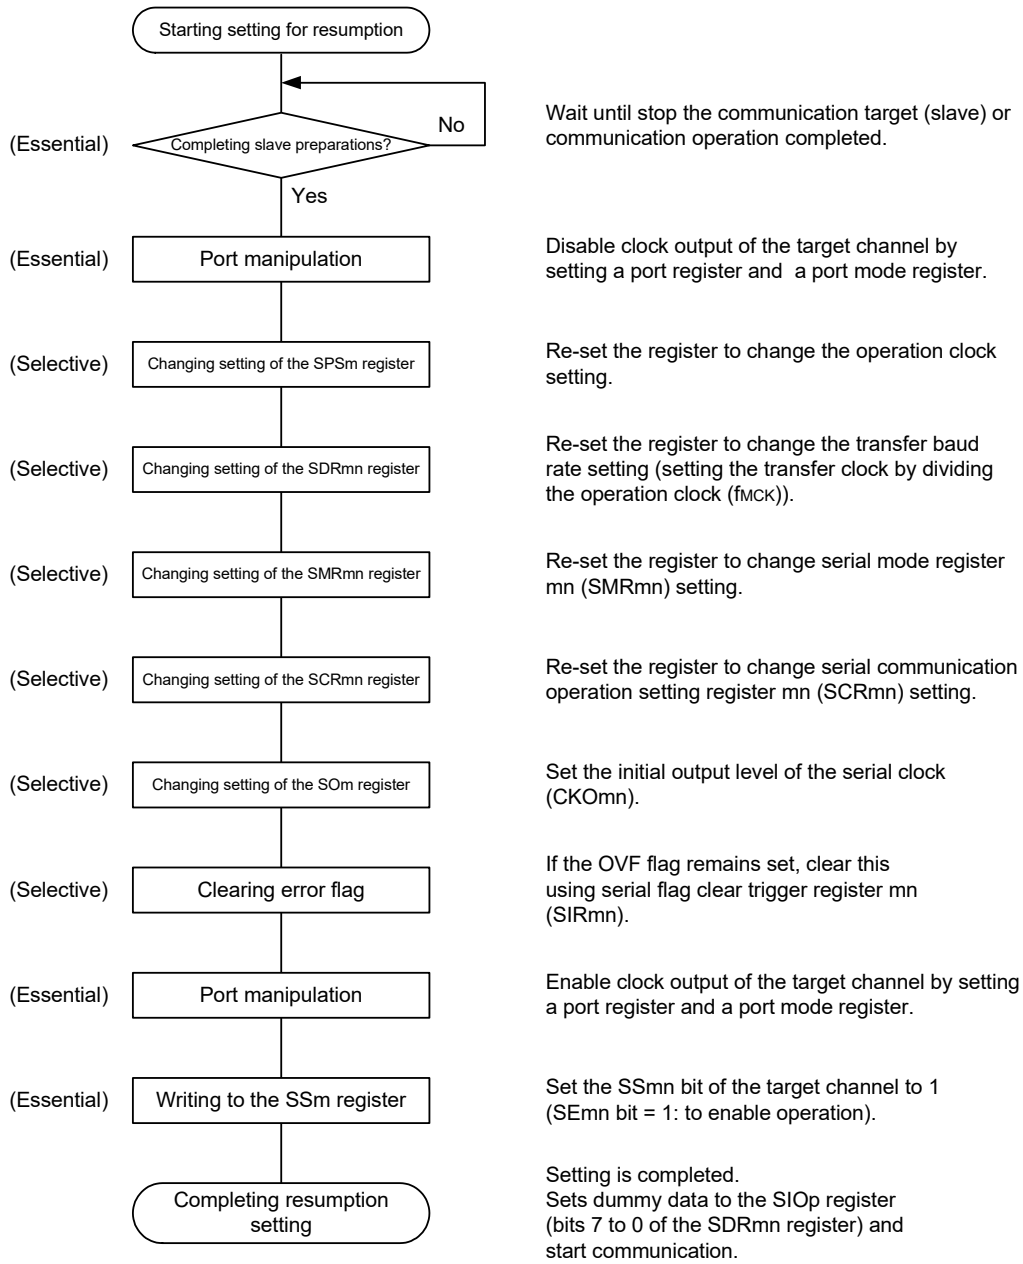 Starting setting for resumption
(Essential)
Completing slave preparations?
No
Yes
Wait until stop the communication target (slave) or
communication operation completed.
(Essential)
Port manipulation
Disable clock output of the target channel by
setting a port register and  a port mode register.
(Selective)
Changing setting of the SPSm register
Re-set the register to change the operation clock
setting.
(Selective)
Changing setting of the SDRmn register
Re-set the register to change the transfer baud
rate setting (setting the transfer clock by dividing
the operation clock (fMCK)).
(Selective)
Changing setting of the SMRmn register
Re-set the register to change serial mode register
mn (SMRmn) setting.
(Selective)
Changing setting of the SCRmn register
Re-set the register to change serial communication
operation setting register mn (SCRmn) setting.
(Selective)
Changing setting of the SOm register
Set the initial output level of the serial clock
(CKOmn).
(Selective)
Clearing error flag
If the OVF flag remains set, clear this
using serial flag clear trigger register mn
(SIRmn).
(Essential)
Port manipulation
Enable clock output of the target channel by setting
a port register and a port mode register.
(Essential)
Writing to the SSm register
Set the SSmn bit of the target channel to 1
(SEmn bit = 1: to enable operation).
Completing resumption
setting
Setting is completed.
Sets dummy data to the SIOp register
(bits 7 to 0 of the SDRmn register) and
start communication.